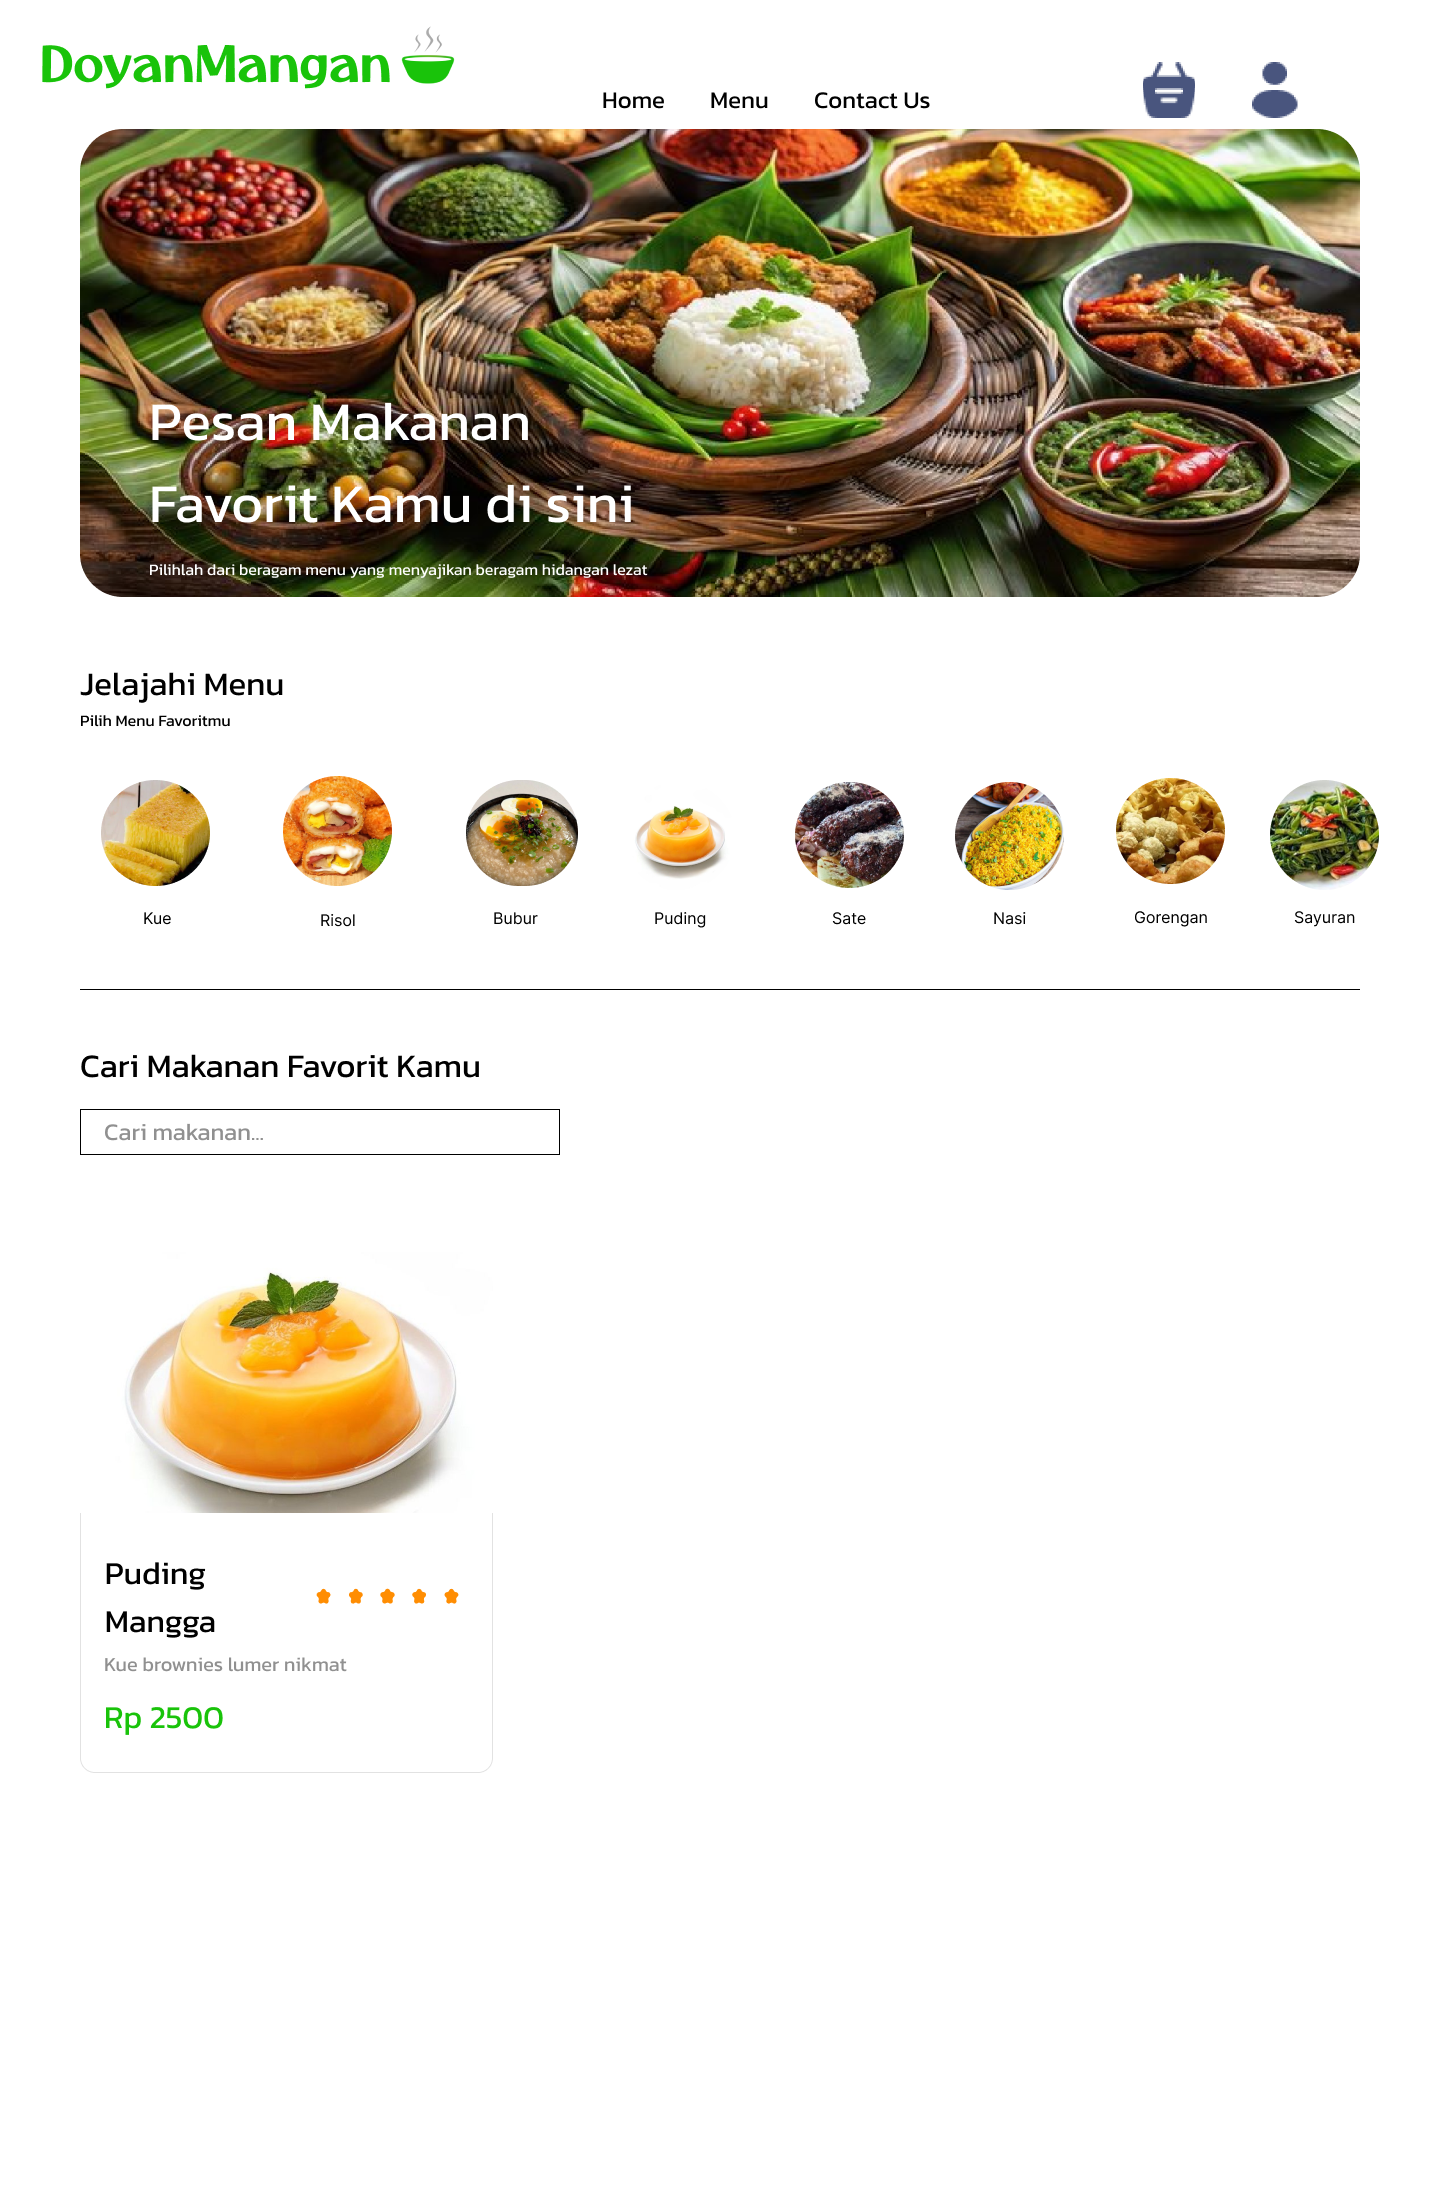 DoyanMangan
Home Menu Contact Us
Pesan Makanan
Favorit Kamu di sini
Pilihlah dari beragam menu yang menyajikan beragam hidangan lezat
Jelajahi Menu
Pilih Menu Favoritmu
Kue Risol Bubur Puding Sate Nasi Gorengan Sayuran
Cari Makanan Favorit Kamu
Cari makanan...
Puding
Mangga
Kue brownies lumer nikmat
Rp 2500